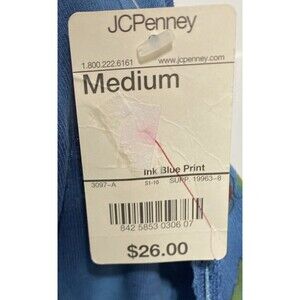 JCPenney
1.800.222.6161 www.jcpenney.com
Medium
Ink Blue Print
3097-A S1-10 SUPP. 19963-8
842 5853 0306 07
$26.00